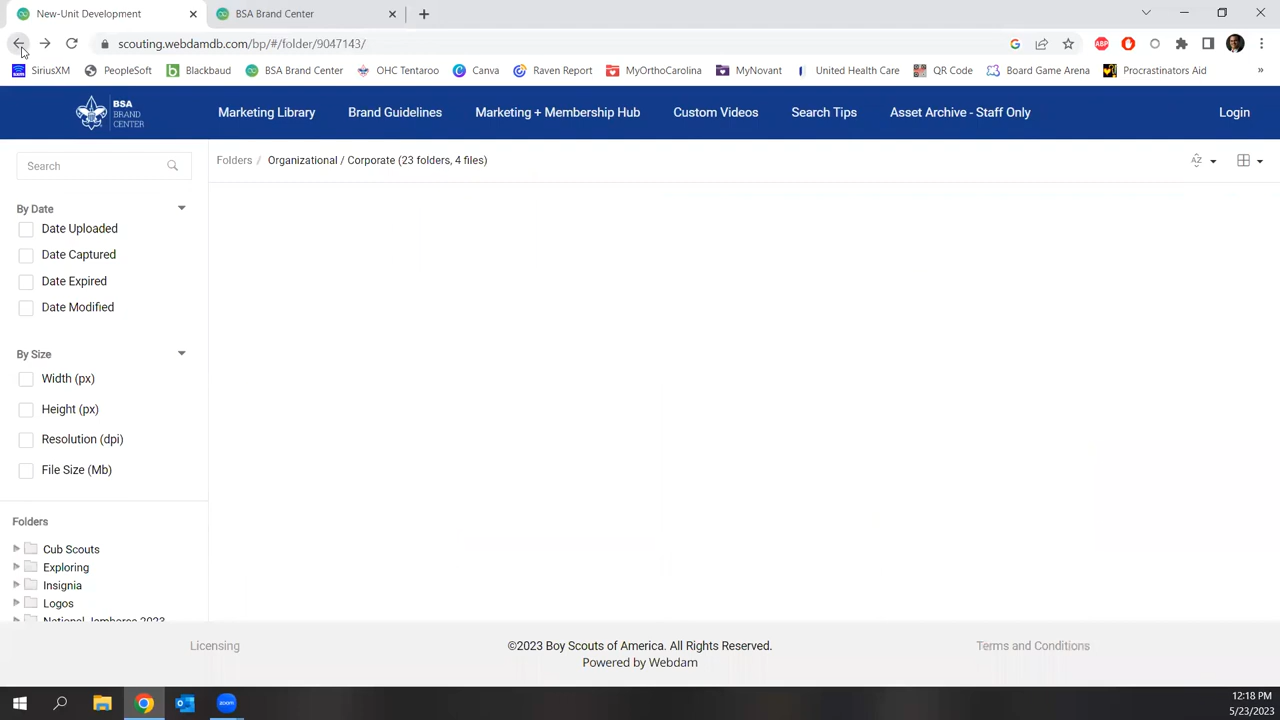 New-Unit Development
BSA Brand Center
scouting.webdamdb.com/bp/#/folder/9047143/
SiriusXM PeopleSoft Blackbaud BSA Brand Center OHC Tentaroo Canva Raven Report MyOrthoCarolina MyNovant United Health Care QR Code Board Game Arena Procrastinators Aid
BSA
BRAND
CENTER
Marketing Library Brand Guidelines Marketing + Membership Hub Custom Videos Search Tips Asset Archive - Staff Only Login
Search
Folders / Organizational / Corporate (23 folders, 4 files)
By Date
Date Uploaded
Date Captured
Date Expired
Date Modified
By Size
Width (px)
Height (px)
Resolution (dpi)
File Size (Mb)
Folders
Cub Scouts
Exploring
Insignia
Logos
National Jamboree 2023
Licensing ©2023 Boy Scouts of America. All Rights Reserved. Terms and Conditions
Powered by Webdam
zoom
12:18 PM
5/23/2023